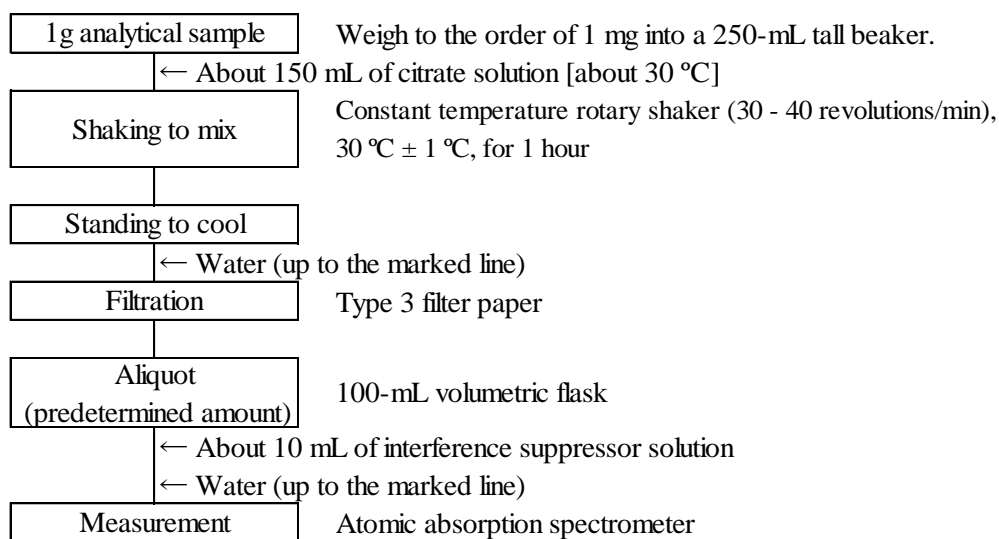 1g analytical sample Weigh to the order of 1 mg into a 250-mL tall beaker.
← About 150 mL of citrate solution [about 30 ºC]
Shaking to mix Constant temperature rotary shaker (30 - 40 revolutions/min),
30 ºC ± 1 ºC, for 1 hour
Standing to cool
← Water (up to the marked line)
Filtration Type 3 filter paper
Aliquot
(predetermined amount) 100-mL volumetric flask
← About 10 mL of interference suppressor solution
← Water (up to the marked line)
Measurement Atomic absorption spectrometer